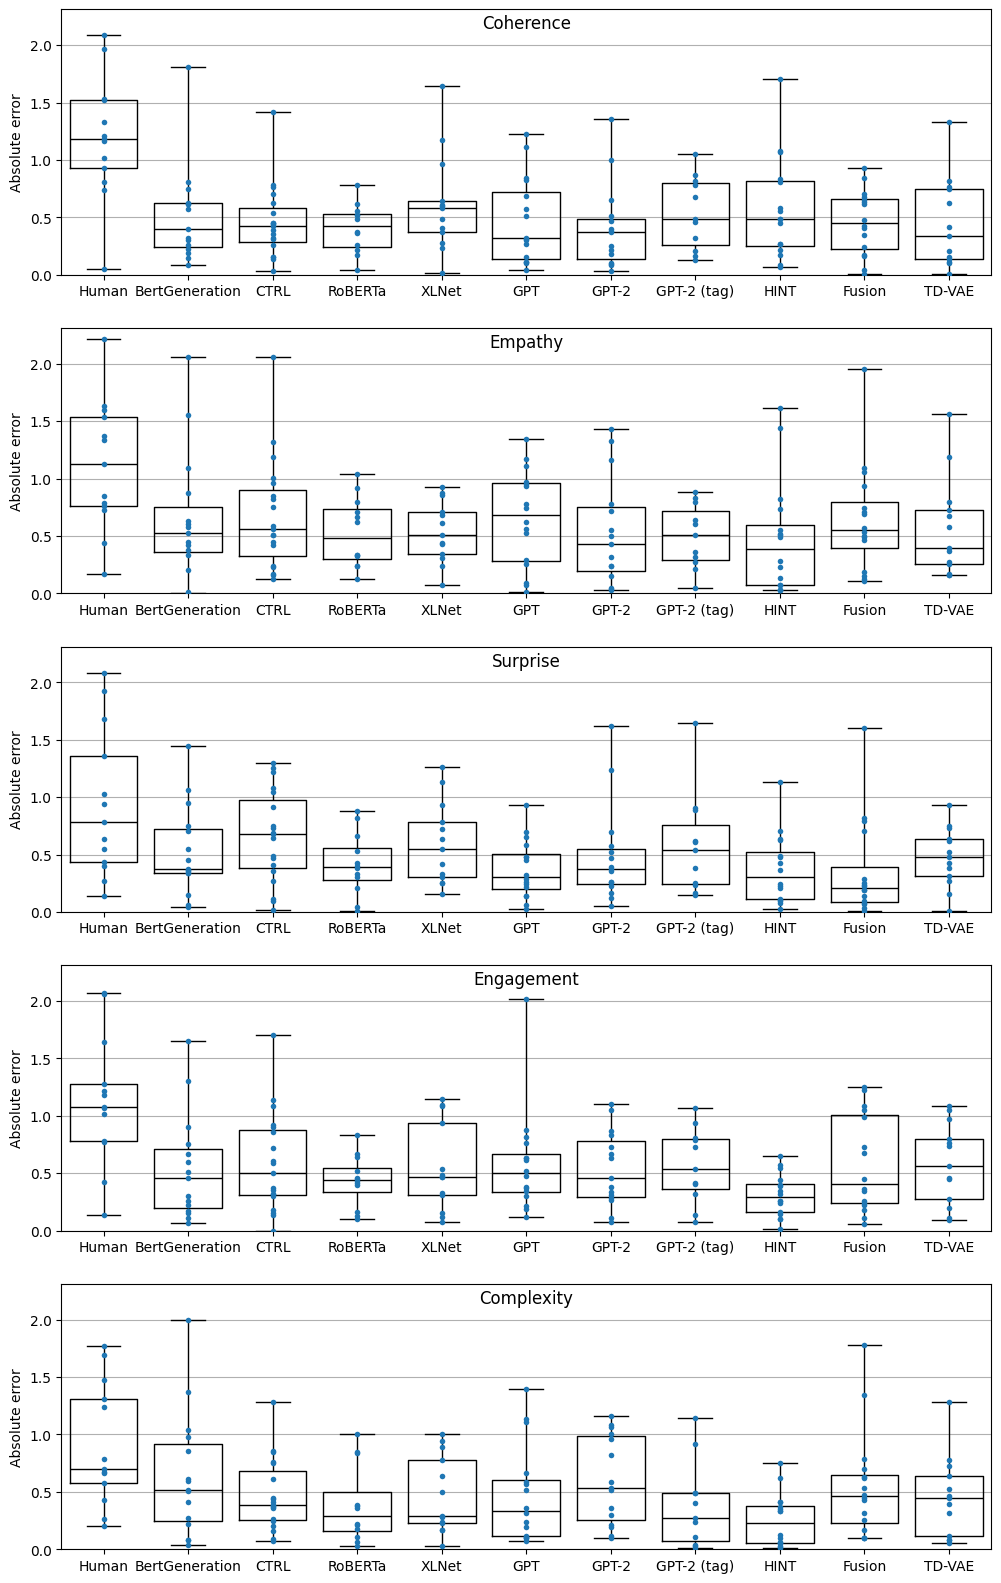 Coherence
2.0
1.5
1.0
0.5
0.0
Absolute error
Human BertGeneration CTRL RoBERTa XLNet GPT GPT-2 GPT-2 (tag) HINT Fusion TD-VAE
Empathy
2.0
1.5
1.0
0.5
0.0
Absolute error
Human BertGeneration CTRL RoBERTa XLNet GPT GPT-2 GPT-2 (tag) HINT Fusion TD-VAE
Surprise
2.0
1.5
1.0
0.5
0.0
Absolute error
Human BertGeneration CTRL RoBERTa XLNet GPT GPT-2 GPT-2 (tag) HINT Fusion TD-VAE
Engagement
2.0
1.5
1.0
0.5
0.0
Absolute error
Human BertGeneration CTRL RoBERTa XLNet GPT GPT-2 GPT-2 (tag) HINT Fusion TD-VAE
Complexity
2.0
1.5
1.0
0.5
0.0
Absolute error
Human BertGeneration CTRL RoBERTa XLNet GPT GPT-2 GPT-2 (tag) HINT Fusion TD-VAE